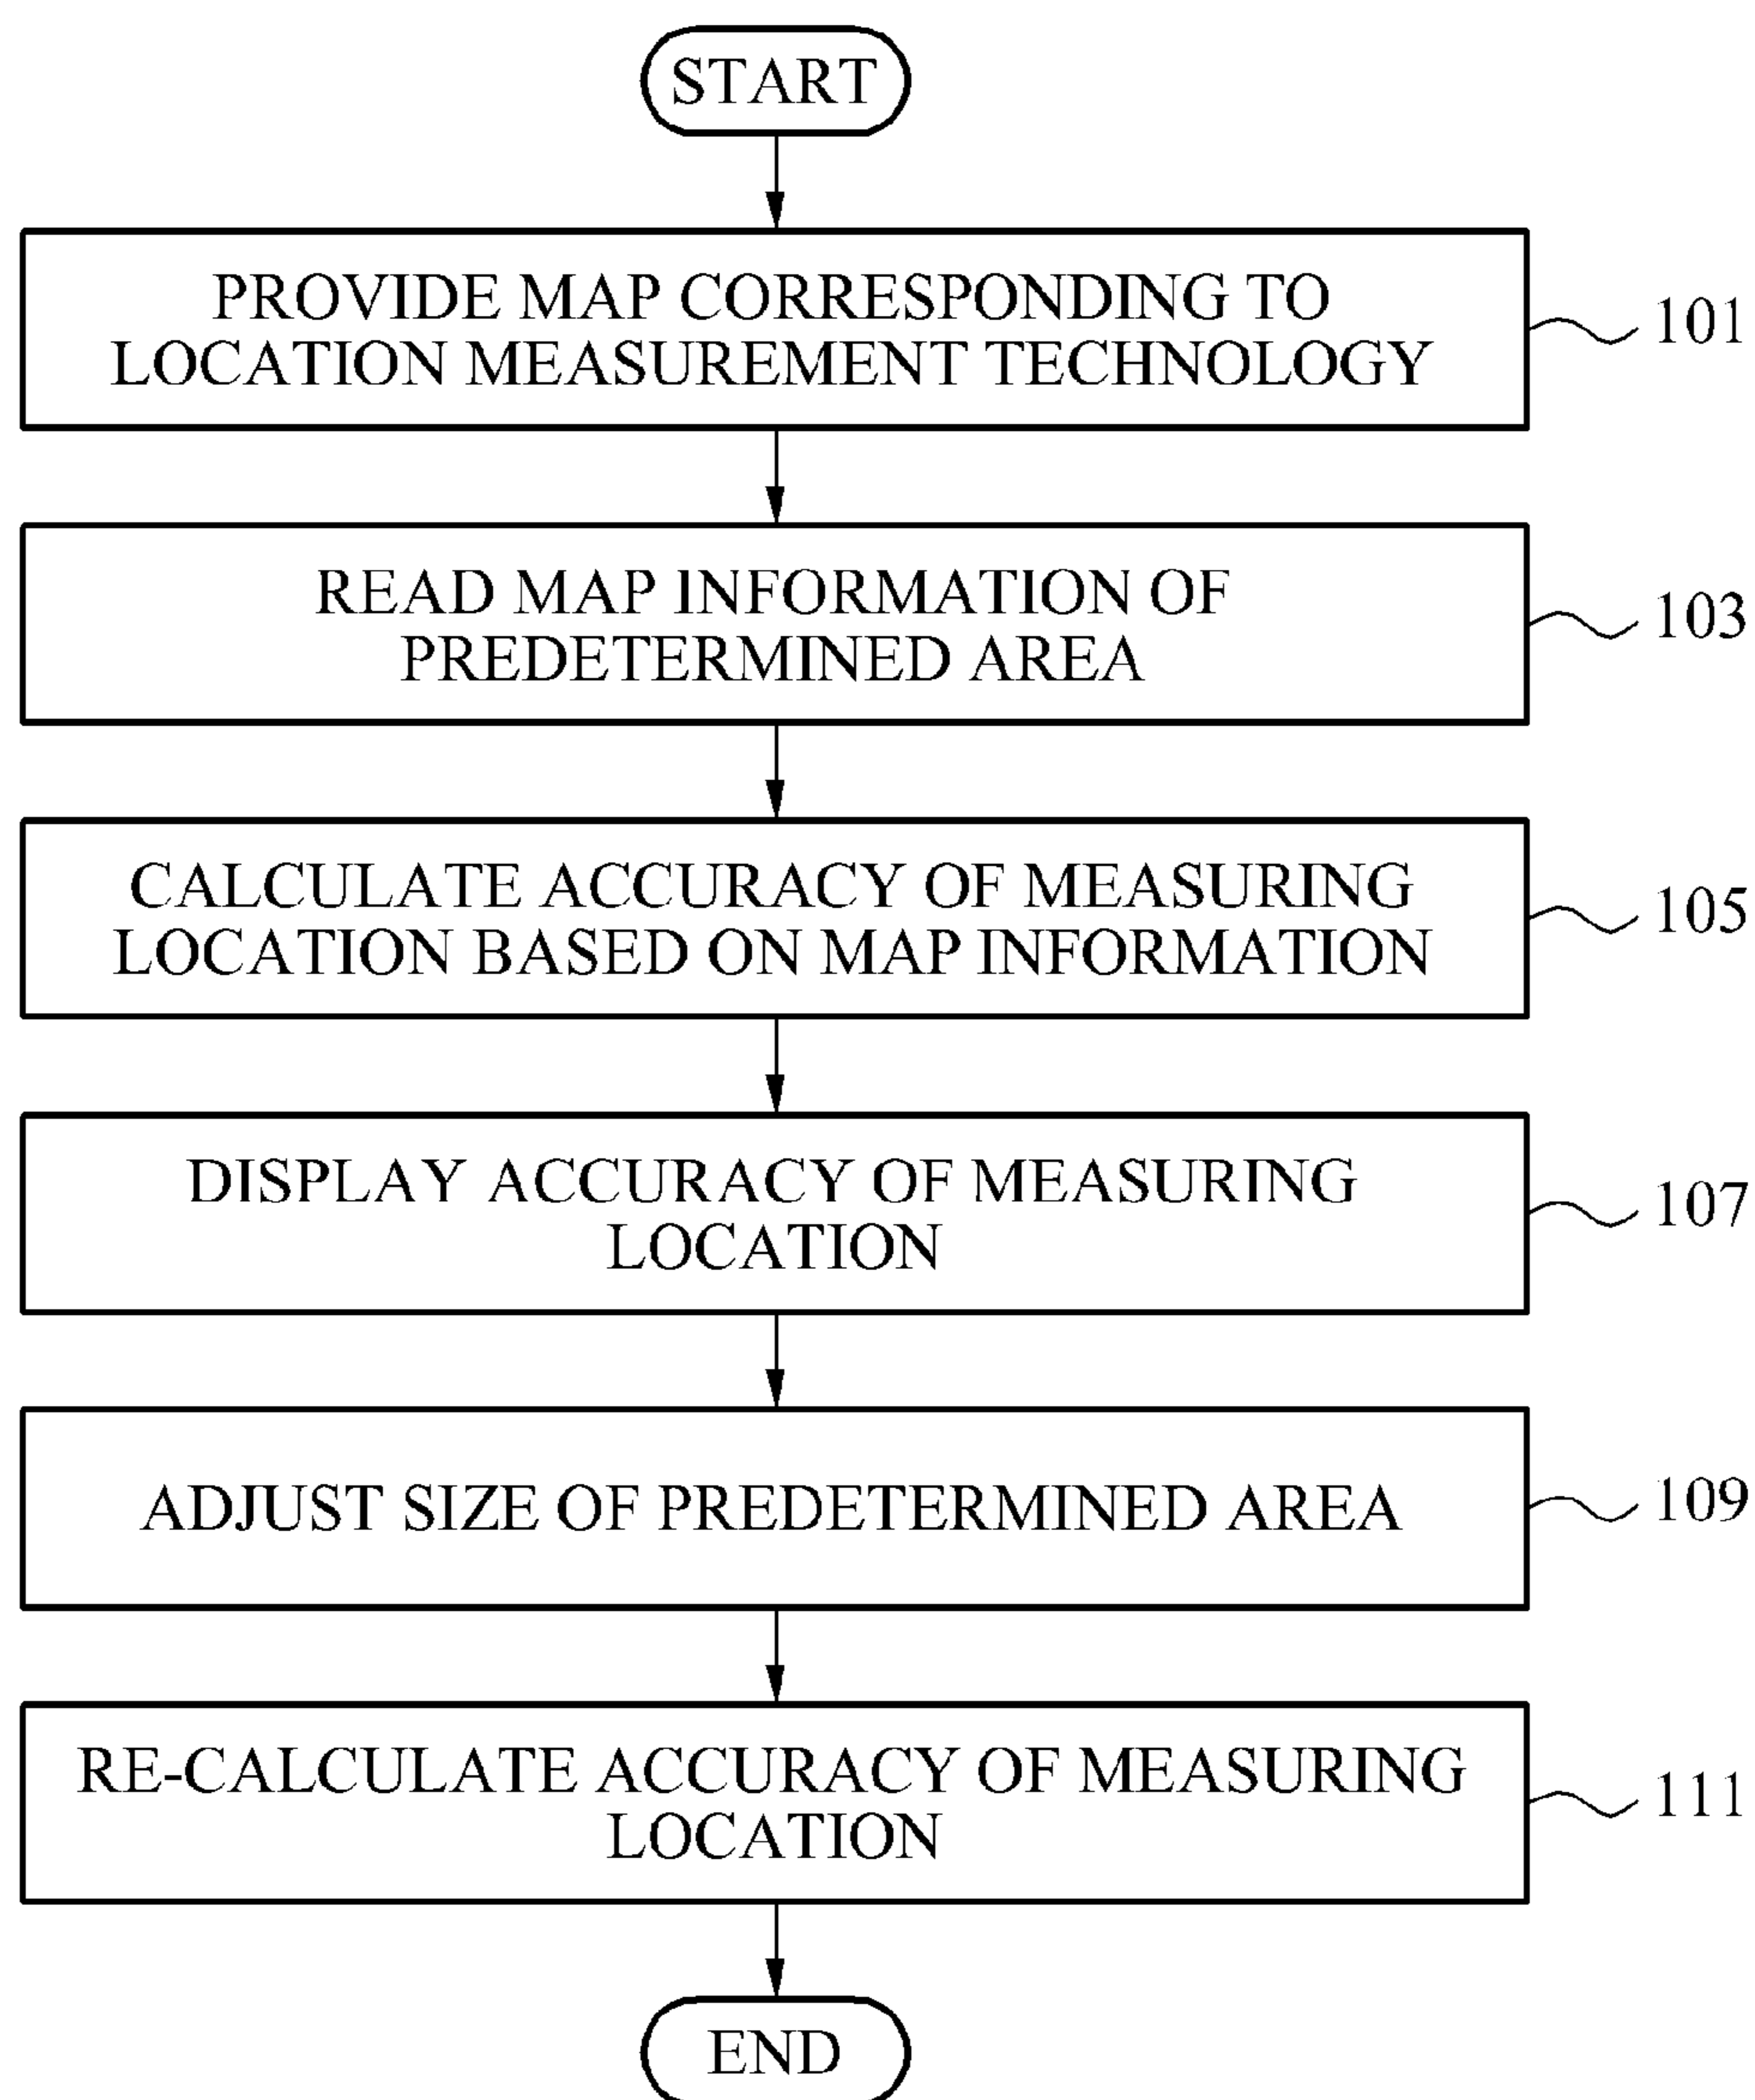 START
PROVIDE MAP CORRESPONDING TO
LOCATION MEASUREMENT TECHNOLOGY
101
READ MAP INFORMATION OF
PREDETERMINED AREA
103
CALCULATE ACCURACY OF MEASURING
LOCATION BASED ON MAP INFORMATION
105
DISPLAY ACCURACY OF MEASURING
LOCATION
107
ADJUST SIZE OF PREDETERMINED AREA
109
RE-CALCULATE ACCURACY OF MEASURING
LOCATION
111
END